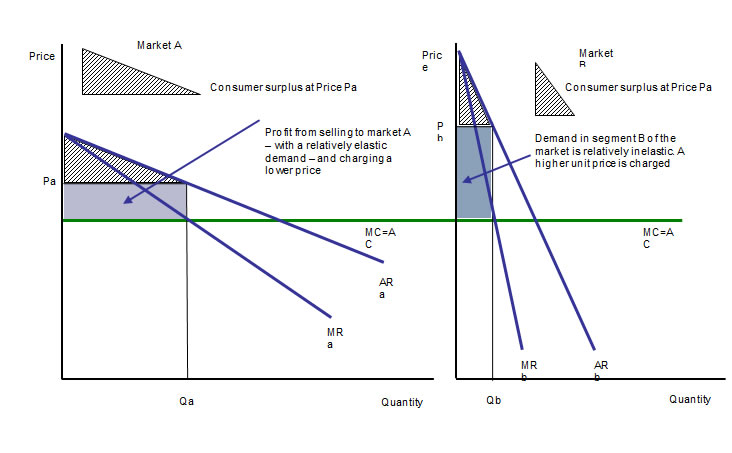 Market A
Price
Consumer surplus at Price Pa
Profit from selling to market A
– with a relatively elastic
demand – and charging a
lower price
Pa
MC=A
C
AR
a
MR
a
Qa
Quantity
Market
B
Pric
e
Consumer surplus at Price Pa
P
b
Demand in segment B of the
market is relatively inelastic. A
higher unit price is charged
MC=A
C
MR
b
AR
b
Qb
Quantity